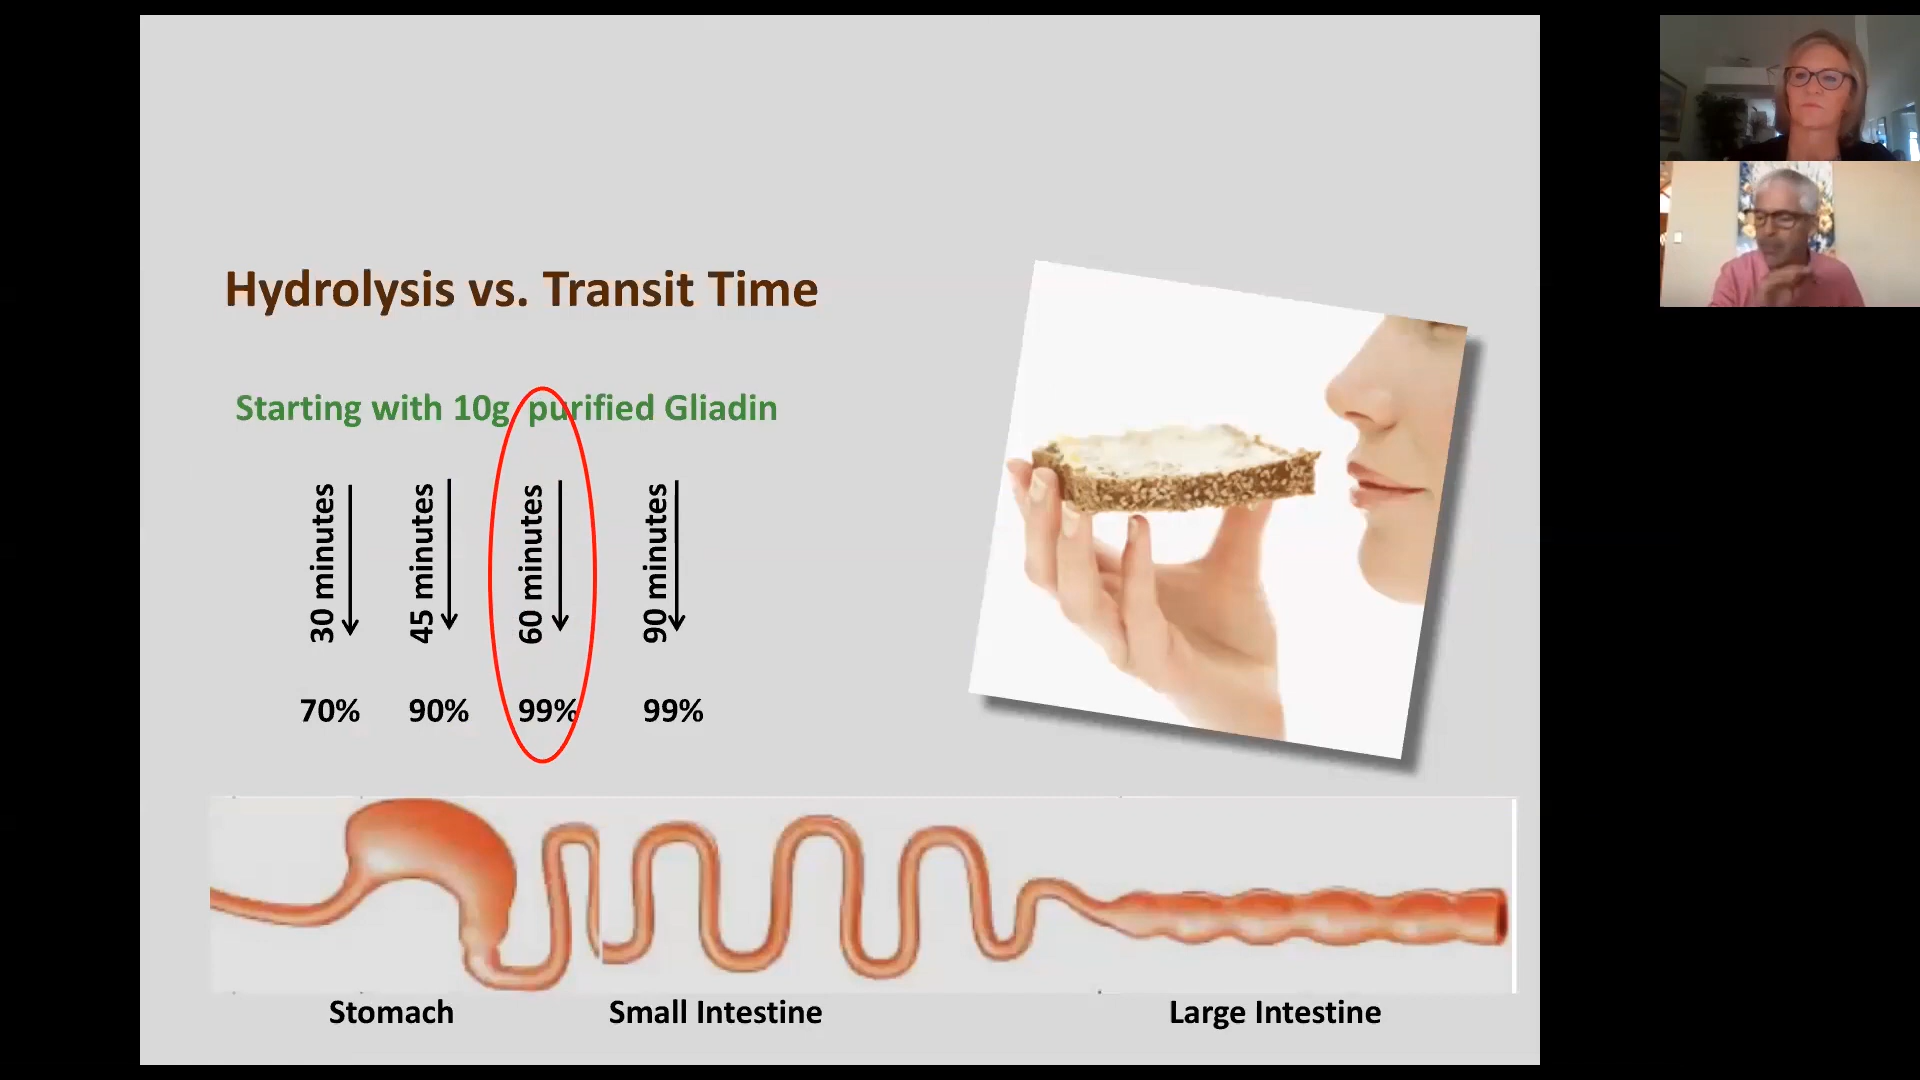 Hydrolysis vs. Transit Time
Starting with 10g purified Gliadin
30 minutes
45 minutes
60 minutes
90 minutes
70% 90% 99% 99%
Stomach Small Intestine Large Intestine